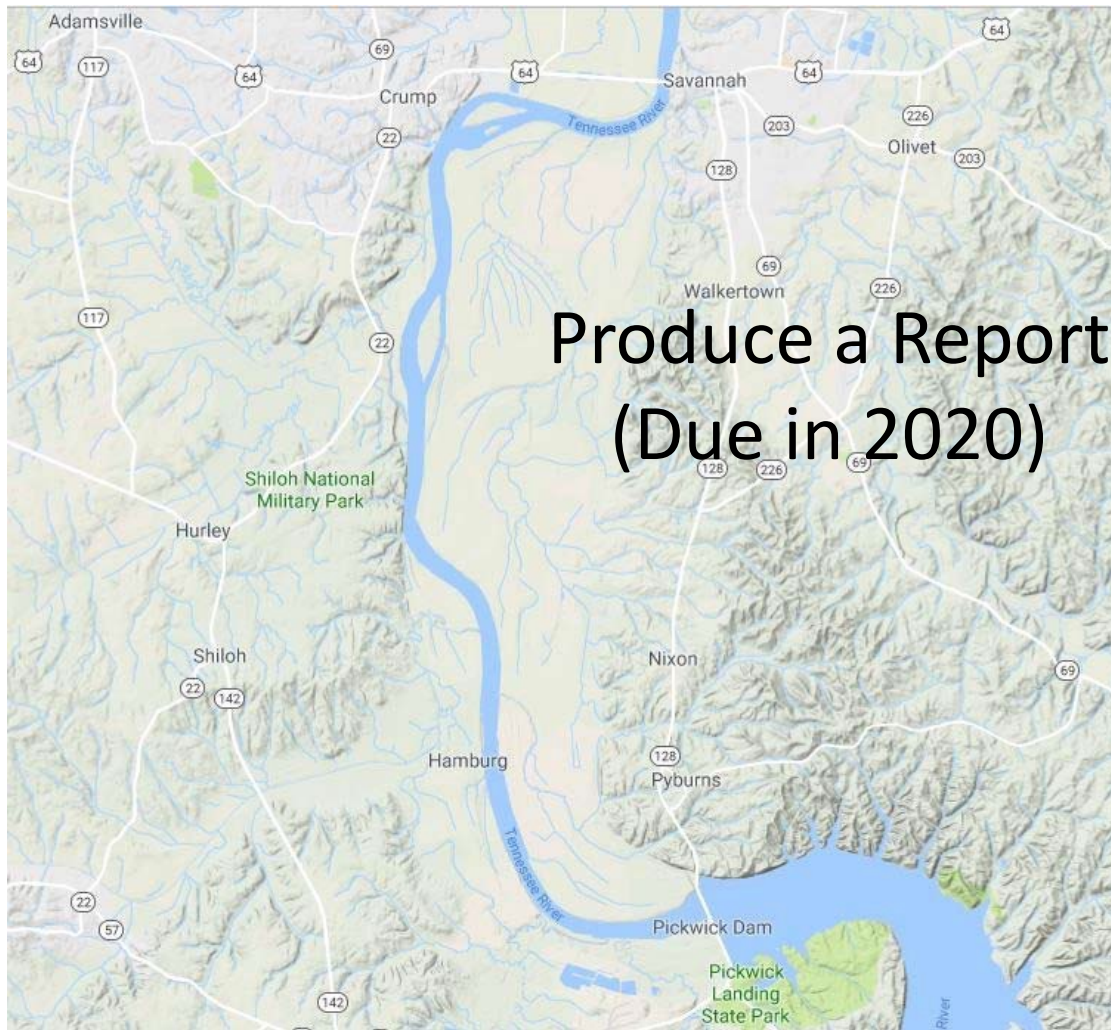 Adamsville
64
117
69
64
64
Crump
22
Tennessee River
Savannah
64
64
203
226
Olivet
203
128
69
Walkertown
226
117
22
Produce a Report
(Due in 2020)
128
226
69
Shiloh National
Military Park
Hurley
Shiloh
22
142
Nixon
69
Hamburg
128
Pyburns
Tennessee River
22
57
Pickwick Dam
142
Pickwick
Landing
State Park
River